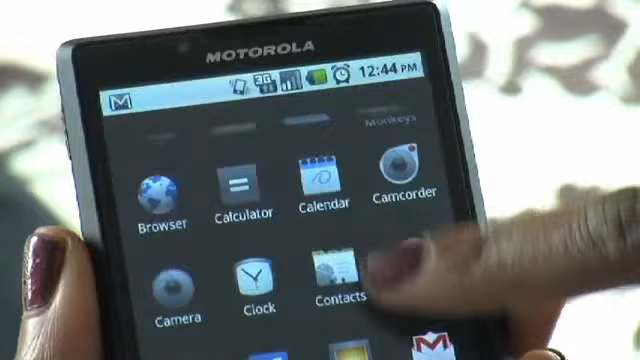 MOTOROLA
3G 12:44 PM
Monkeys
Browser Calculator Calendar Camcorder
Camera Clock Contacts